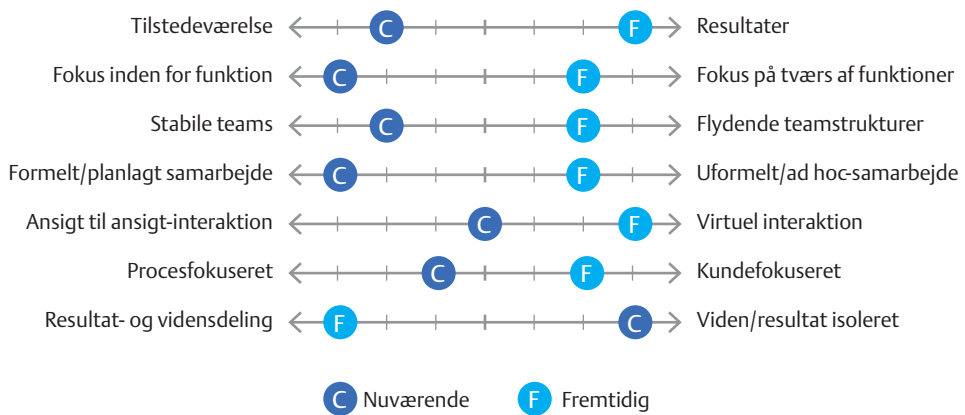 Tilstedeværelse C F Resultater
Fokus inden for funktion C F Fokus på tværs af funktioner
Stabile teams C F Flydende teamstrukturer
Formelt/planlagt samarbejde C F Uformelt/ad hoc-samarbejde
Ansigt til ansigt-interaktion C F Virtuel interaktion
Procesfokuseret C F Kundefokuseret
Resultat- og vidensdeling F C Viden/resultat isoleret
C Nuværende F Fremtidig